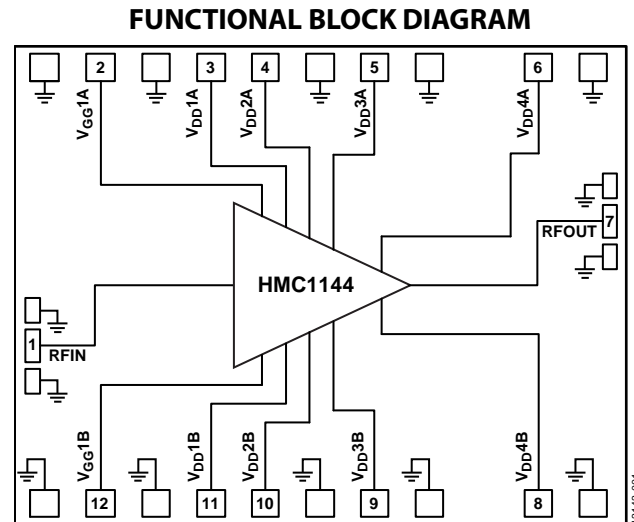 FUNCTIONAL BLOCK DIAGRAM
2 3 4 5 6
VGG1A VDD1A VDD2A VDD3A VDD4A
7
RFOUT
HMC1144
1
RFIN
VGG1B VDD1B VDD2B VDD3B VDD4B
12 11 10 9 8